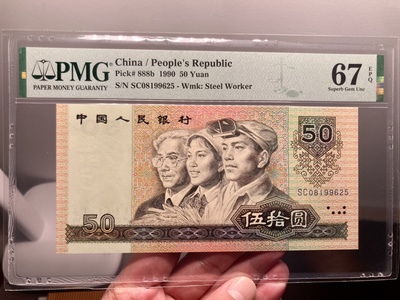 PMG
PAPER MONEY GUARANTY
China / People's Republic
Pick# 888b 1990 50 Yuan
S/N SC08199625 - Wmk: Steel Worker
67 EPQ
Superb Gem Unc
中国人民银行
50
SC08199625
50
伍拾圆